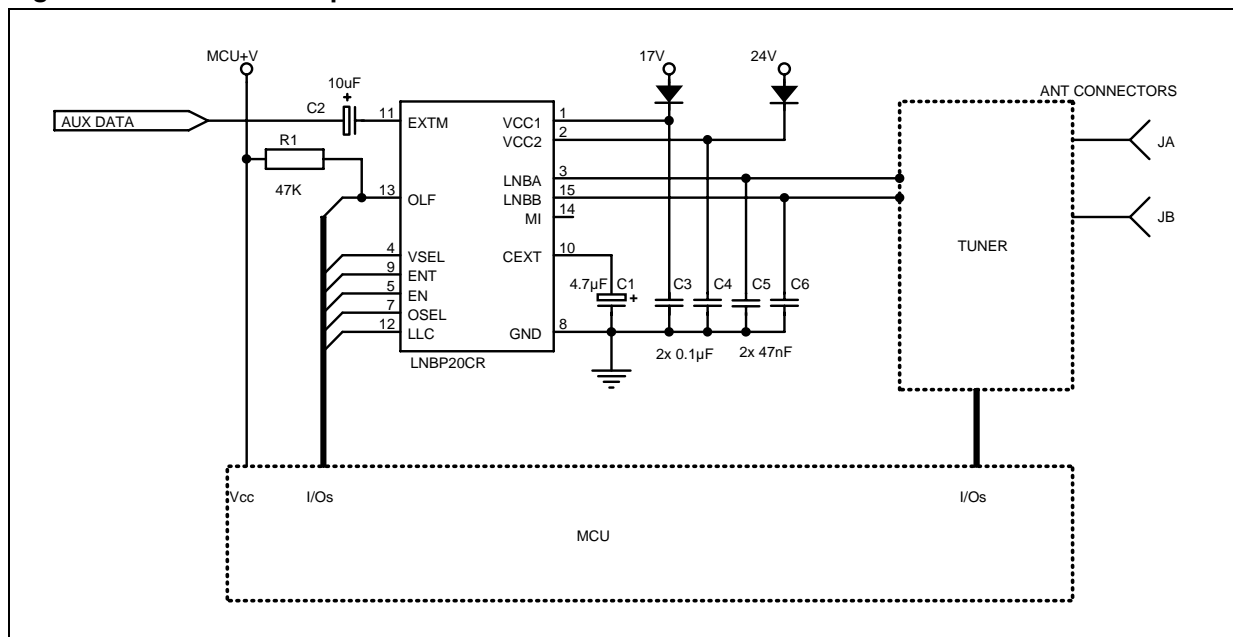 MCU+V
17V
24V
10uF
+
C2
ANT CONNECTORS
AUX DATA
11
EXTM
VCC1
1
VCC2
2
JA
R1
47K
LNBA
3
13
OLF
LNBB
15
MI
14
JB
TUNER
4
VSEL
CEXT
10
9
ENT
5
EN
4.7µF
C1
+
C3
C4
C5
C6
7
OSEL
12
LLC
GND
8
LNBP20CR
2x 0.1µF
2x 47nF
Vcc
I/Os
I/Os
MCU